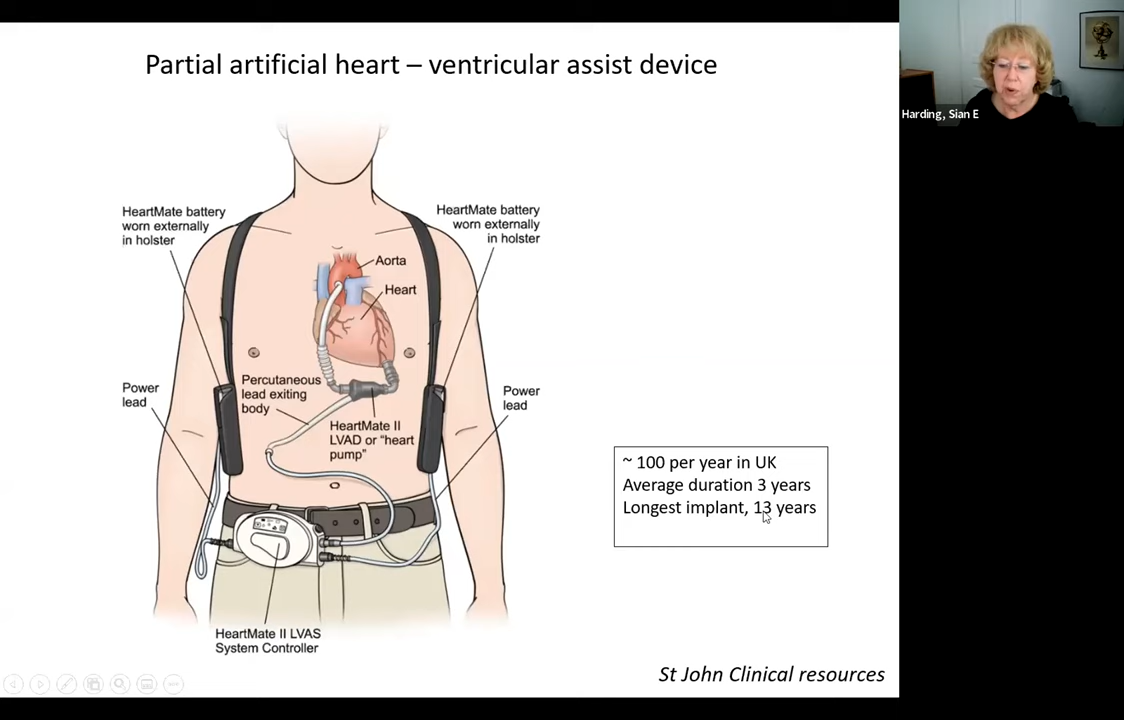 Partial artificial heart – ventricular assist device
Harding, Sian E
HeartMate battery
worn externally
in holster
HeartMate battery
worn externally
in holster
Aorta
Heart
Power
lead
Percutaneous
lead exiting
body
Power
lead
HeartMate II
LVAD or "heart
pump"
~ 100 per year in UK
Average duration 3 years
Longest implant, 13 years
HeartMate II LVAS
System Controller
St John Clinical resources